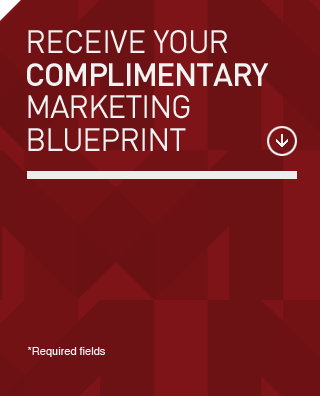 RECEIVE YOUR
COMPLIMENTARY
MARKETING
BLUEPRINT
*Required fields